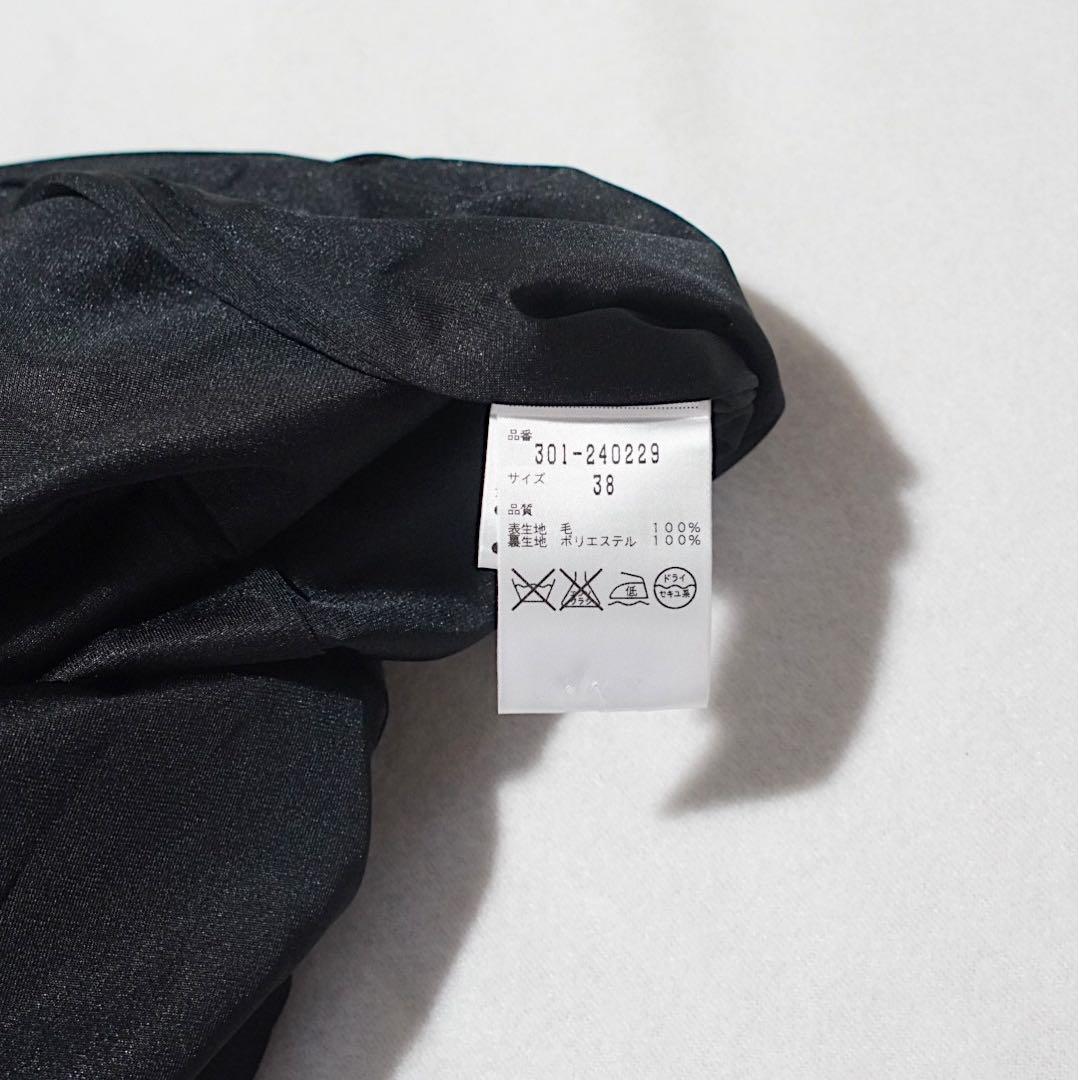 品番
301-240229
サイズ 38
品質
表生地 毛 100%
裏生地 ポリエステル 100%
低
ドライ
セキユ系